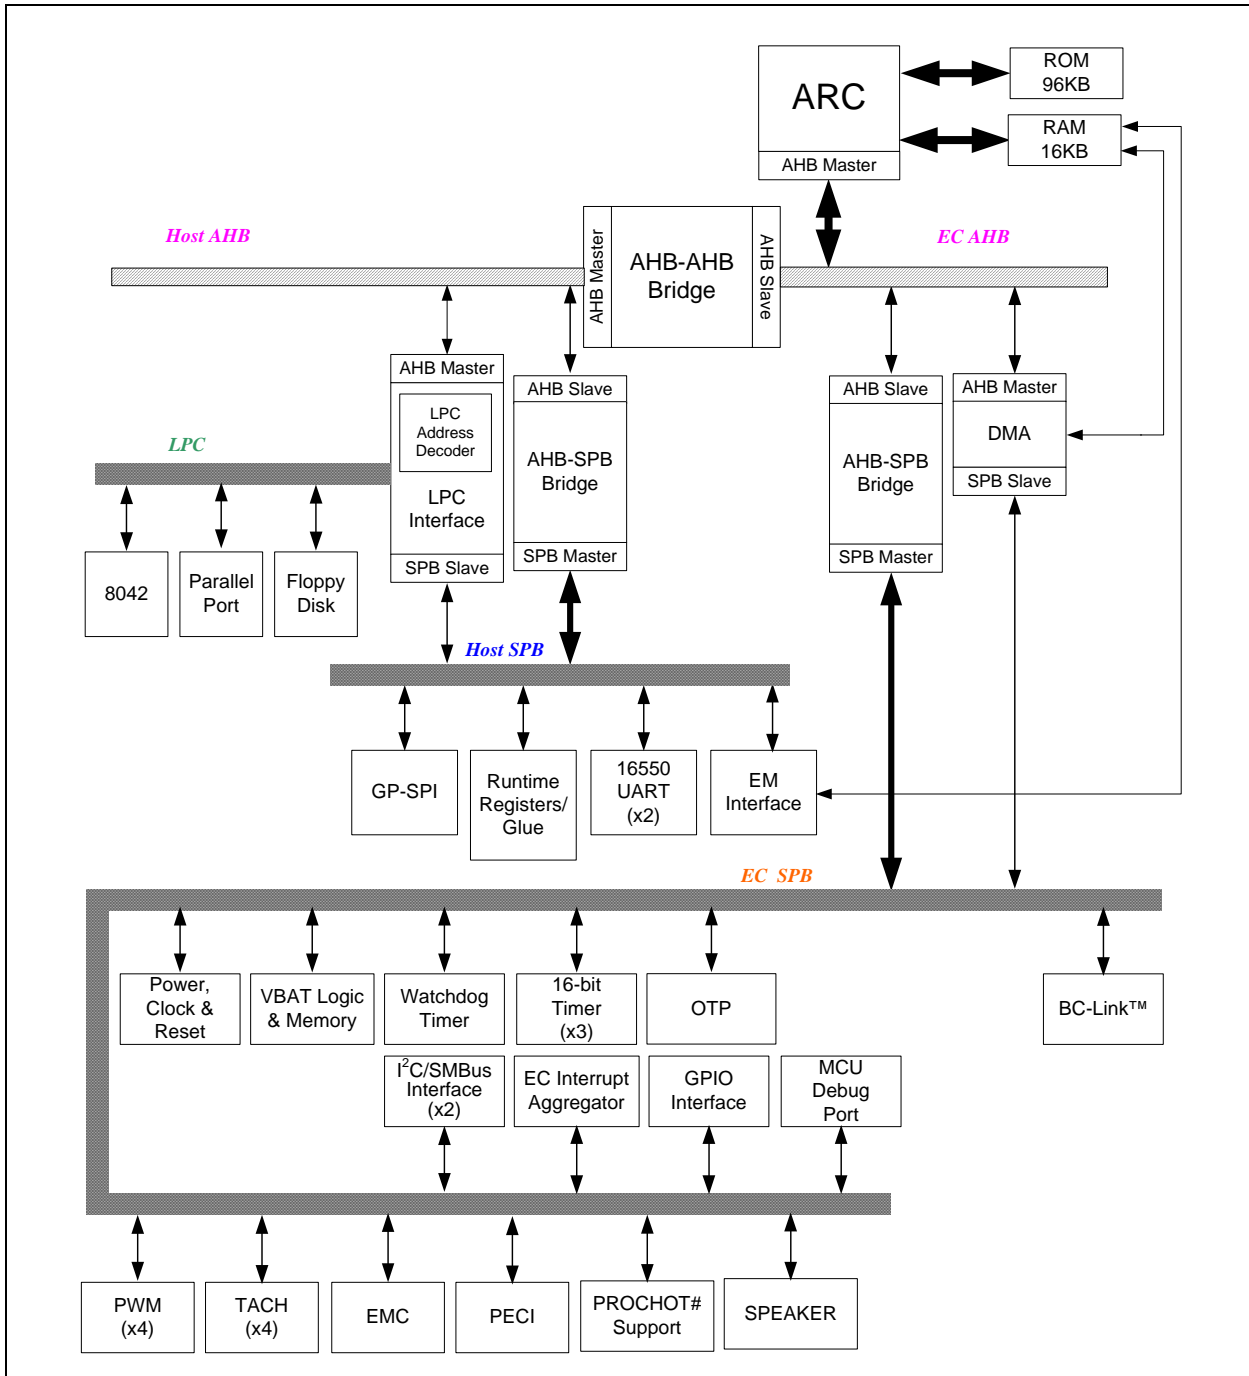 ARC
AHB Master
ROM
96KB
RAM
16KB
Host AHB
EC AHB
AHB Master
AHB-AHB
Bridge
AHB Slave
AHB Master
LPC
Address
Decoder
LPC
Interface
SPB Slave
AHB Slave
AHB-SPB
Bridge
SPB Master
AHB Slave
AHB-SPB
Bridge
SPB Master
AHB Master
DMA
SPB Slave
LPC
8042
Parallel
Port
Floppy
Disk
Host SPB
GP-SPI
Runtime
Registers/
Glue
16550
UART
(x2)
EM
Interface
EC SPB
Power,
Clock &
Reset
VBAT Logic
& Memory
Watchdog
Timer
16-bit
Timer
(x3)
OTP
BC-Link™
I²C/SMBus
Interface
(x2)
EC Interrupt
Aggregator
GPIO
Interface
MCU
Debug
Port
PWM
(x4)
TACH
(x4)
EMC
PECI
PROCHOT#
Support
SPEAKER